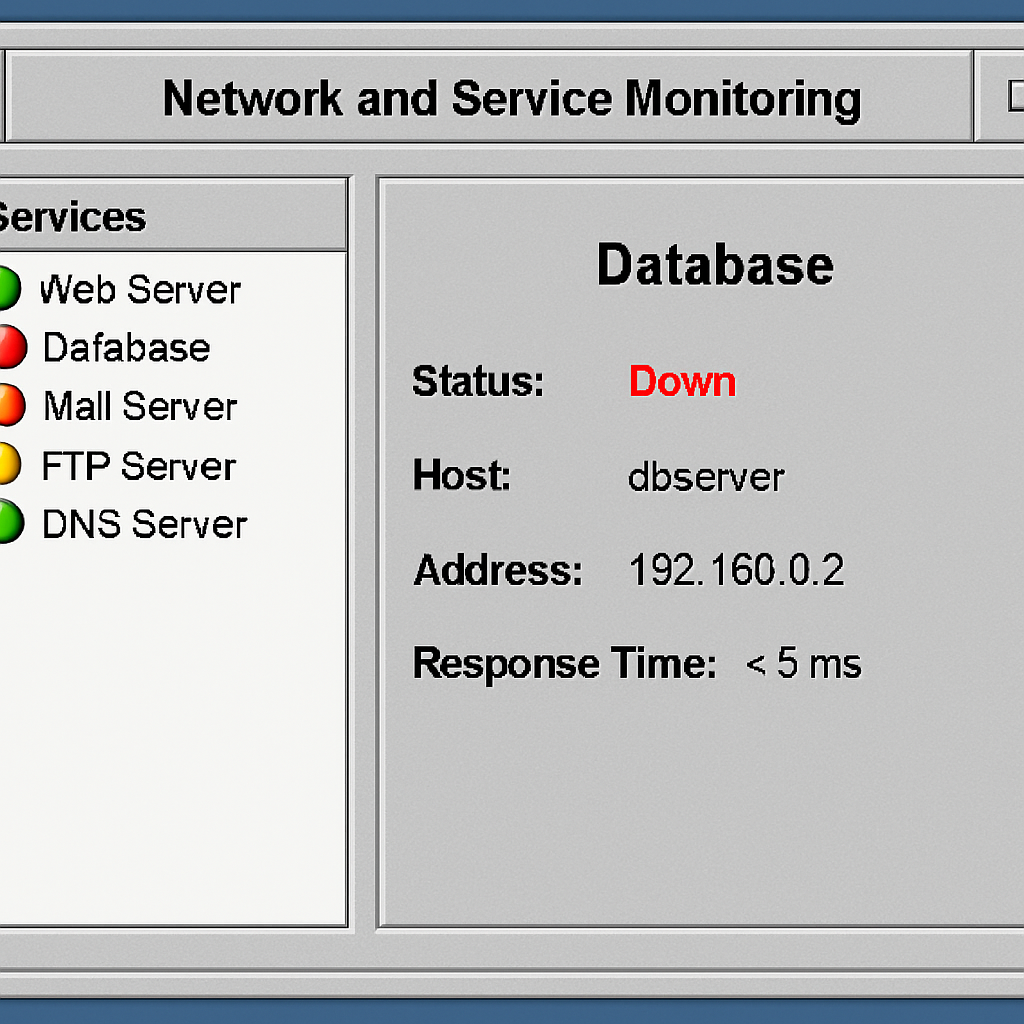 Network and Service Monitoring
Services
Web Server
Dafabase
Mall Server
FTP Server
DNS Server
Database
Status: Down
Host: dbserver
Address: 192.160.0.2
Response Time: < 5 ms